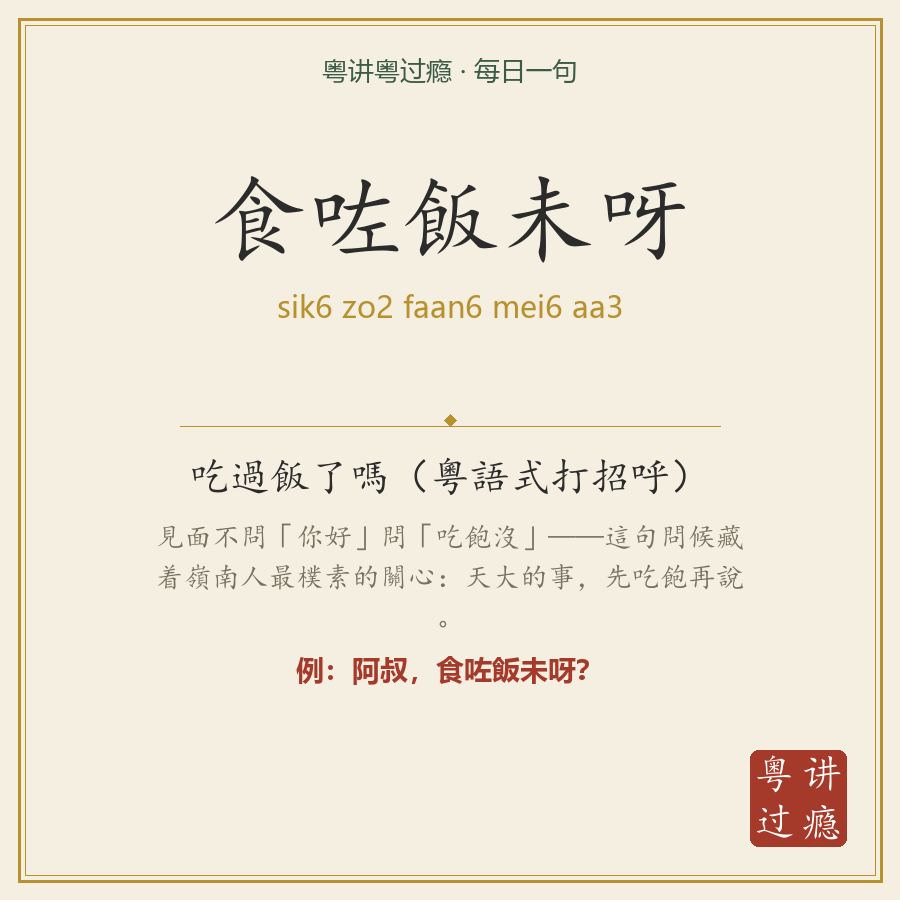 粤讲粤过瘾 · 每日一句
食咗飯未呀
sik6 zo2 faan6 mei6 aa3
吃過飯了嗎（粵語式打招呼）
見面不問「你好」問「吃飽沒」——這句問候藏
着嶺南人最樸素的關心：天大的事，先吃飽再說
。
例：阿叔，食咗飯未呀?
粤讲
过瘾